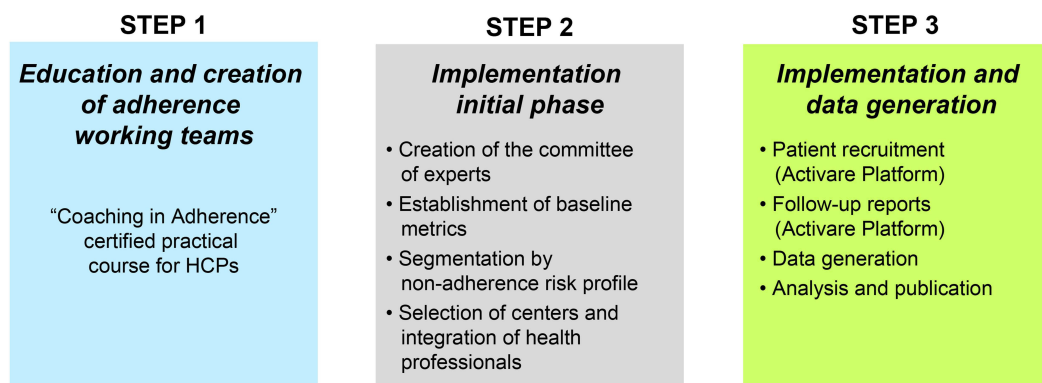 STEP 1
Education and creation
of adherence
working teams
“Coaching in Adherence”
certified practical
course for HCPs
STEP 2
Implementation
initial phase
• Creation of the committee
of experts
• Establishment of baseline
metrics
• Segmentation by
non-adherence risk profile
• Selection of centers and
integration of health
professionals
STEP 3
Implementation and
data generation
• Patient recruitment
(Activare Platform)
• Follow-up reports
(Activare Platform)
• Data generation
• Analysis and publication